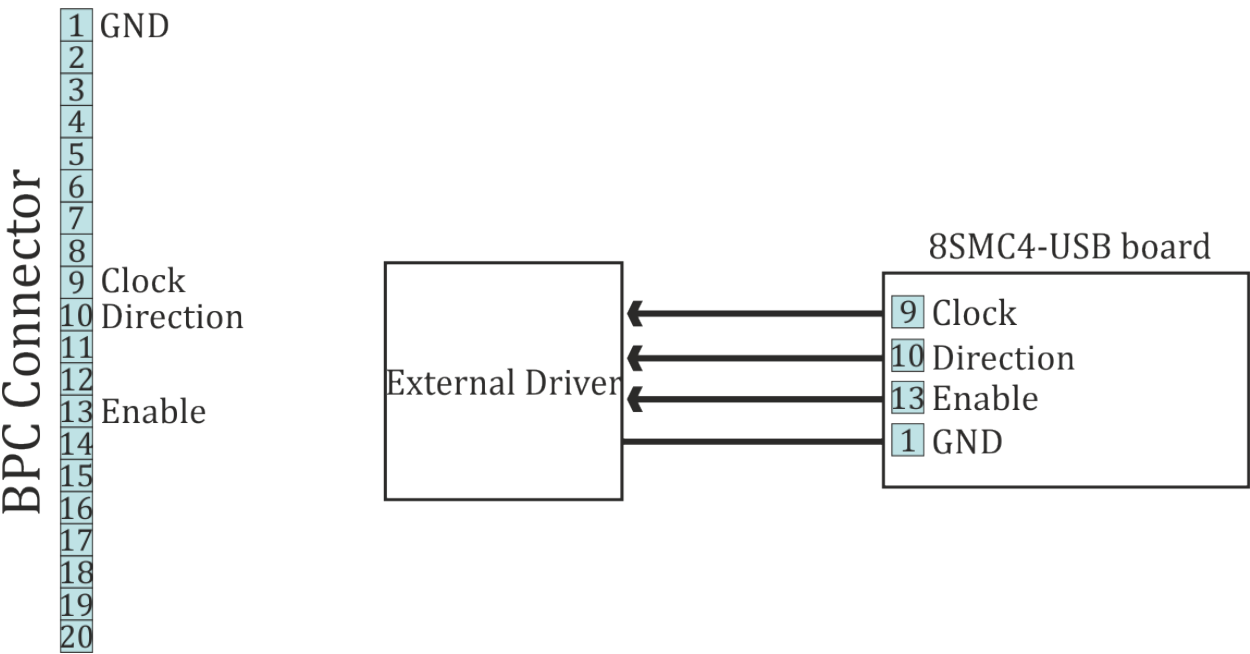 BPC Connector
1 GND
2
3
4
5
6
7
8
9 Clock
10 Direction
11
12
13 Enable
14
15
16
17
18
19
20
External Driver
8SMC4-USB board
9 Clock
10 Direction
13 Enable
1 GND